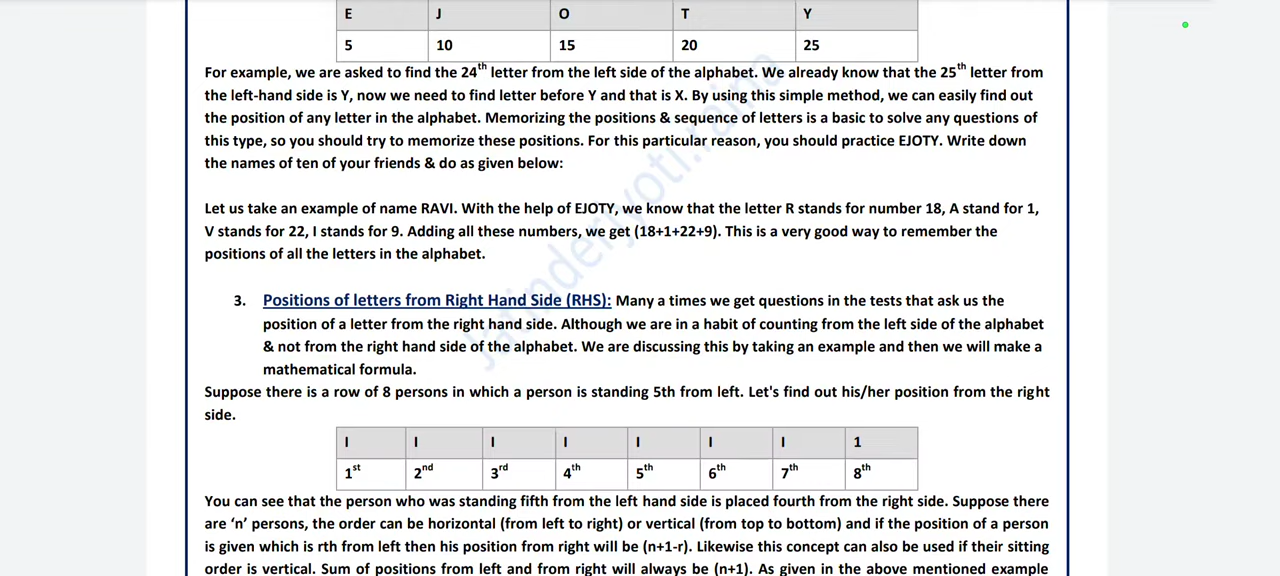 E J O T Y
5 10 15 20 25
For example, we are asked to find the 24th letter from the left side of the alphabet. We already know that the 25th letter from
the left-hand side is Y, now we need to find letter before Y and that is X. By using this simple method, we can easily find out
the position of any letter in the alphabet. Memorizing the positions & sequence of letters is a basic to solve any questions of
this type, so you should try to memorize these positions. For this particular reason, you should practice EJOTY. Write down
the names of ten of your friends & do as given below:
Let us take an example of name RAVI. With the help of EJOTY, we know that the letter R stands for number 18, A stand for 1,
V stands for 22, I stands for 9. Adding all these numbers, we get (18+1+22+9). This is a very good way to remember the
positions of all the letters in the alphabet.
3. Positions of letters from Right Hand Side (RHS): Many a times we get questions in the tests that ask us the
position of a letter from the right hand side. Although we are in a habit of counting from the left side of the alphabet
& not from the right hand side of the alphabet. We are discussing this by taking an example and then we will make a
mathematical formula.
Suppose there is a row of 8 persons in which a person is standing 5th from left. Let's find out his/her position from the right
side.
I I I I I I I 1
1st 2nd 3rd 4th 5th 6th 7th 8th
You can see that the person who was standing fifth from the left hand side is placed fourth from the right side. Suppose there
are ‘n’ persons, the order can be horizontal (from left to right) or vertical (from top to bottom) and if the position of a person
is given which is rth from left then his position from right will be (n+1-r). Likewise this concept can also be used if their sitting
order is vertical. Sum of positions from left and from right will always be (n+1). As given in the above mentioned example